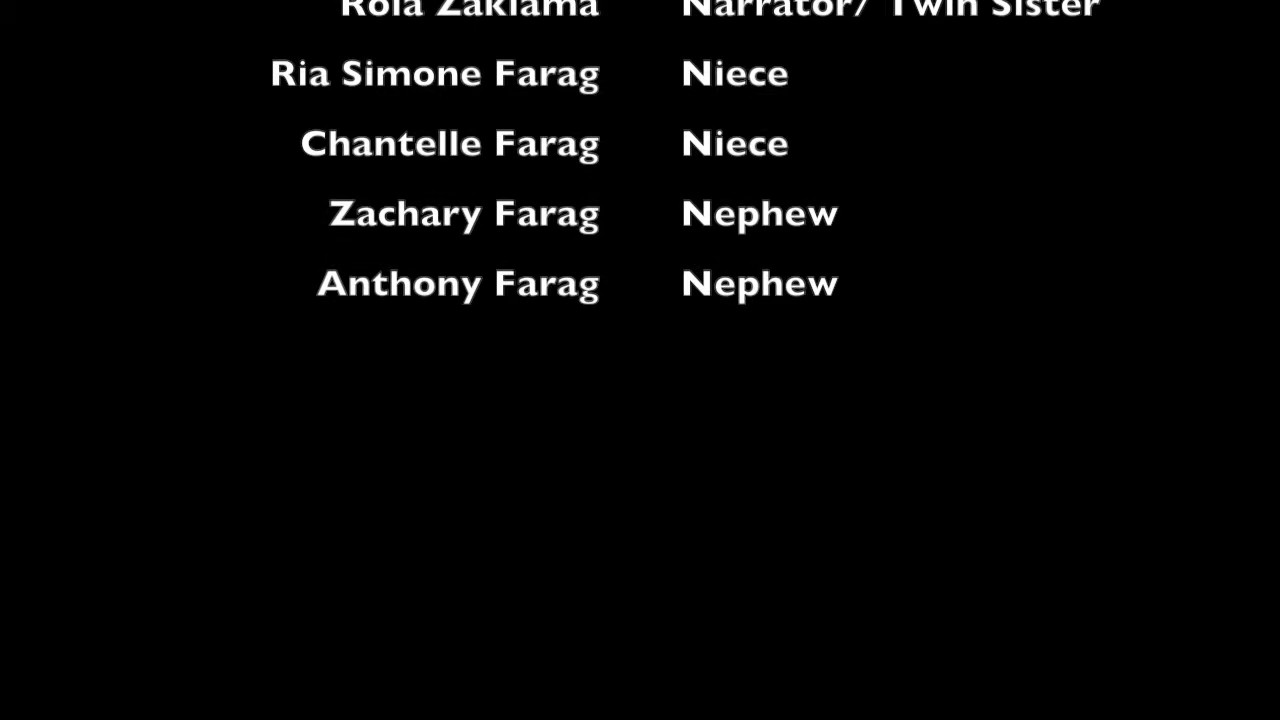 Rola Zaklama Narrator/ Twin Sister
Ria Simone Farag Niece
Chantelle Farag Niece
Zachary Farag Nephew
Anthony Farag Nephew